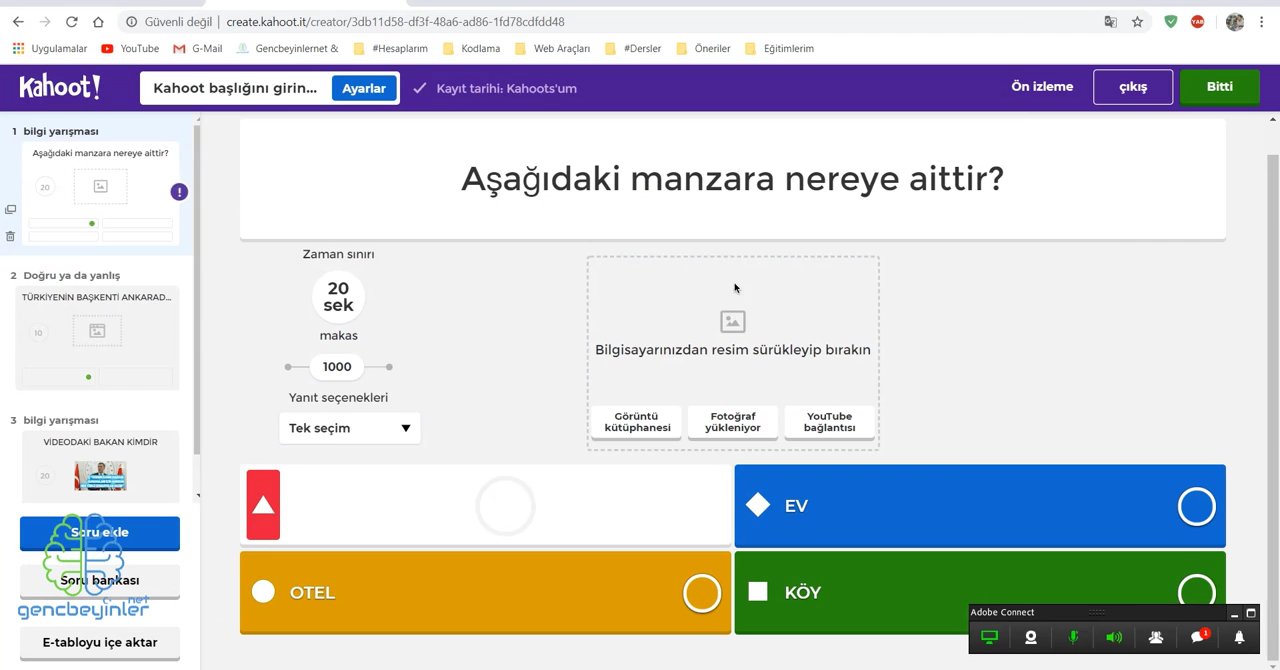 Güvenli değil | create.kahoot.it/creator/3db11d58-df3f-48a6-ad86-1fd78cdfdd48
Uygulamalar YouTube G-Mail Gencbeyinlernet & #Hesaplarım Kodlama Web Araçları #Dersler Öneriler Eğitimlerim
Kahoot! Kahoot başlığını girin... Ayarlar Kayıt tarihi: Kahoots'um Ön izleme çıkış Bitti
1 bilgi yarışması
Aşağıdaki manzara nereye aittir?
20
2 Doğru ya da yanlış
TÜRKİYENİN BAŞKENTİ ANKARAD...
10
3 bilgi yarışması
VİDEODAKİ BAKAN KİMDİR
20
Soru ekle
Soru bankası
gencbeyinler.net
E-tabloyu içe aktar
Aşağıdaki manzara nereye aittir?
Zaman sınırı
20
sek
makas
1000
Yanıt seçenekleri
Tek seçim
Bilgisayarınızdan resim sürükleyip bırakın
Görüntü
kütüphanesi
Fotoğraf
yükleniyor
YouTube
bağlantısı
EV
OTEL
KÖY
Adobe Connect
1